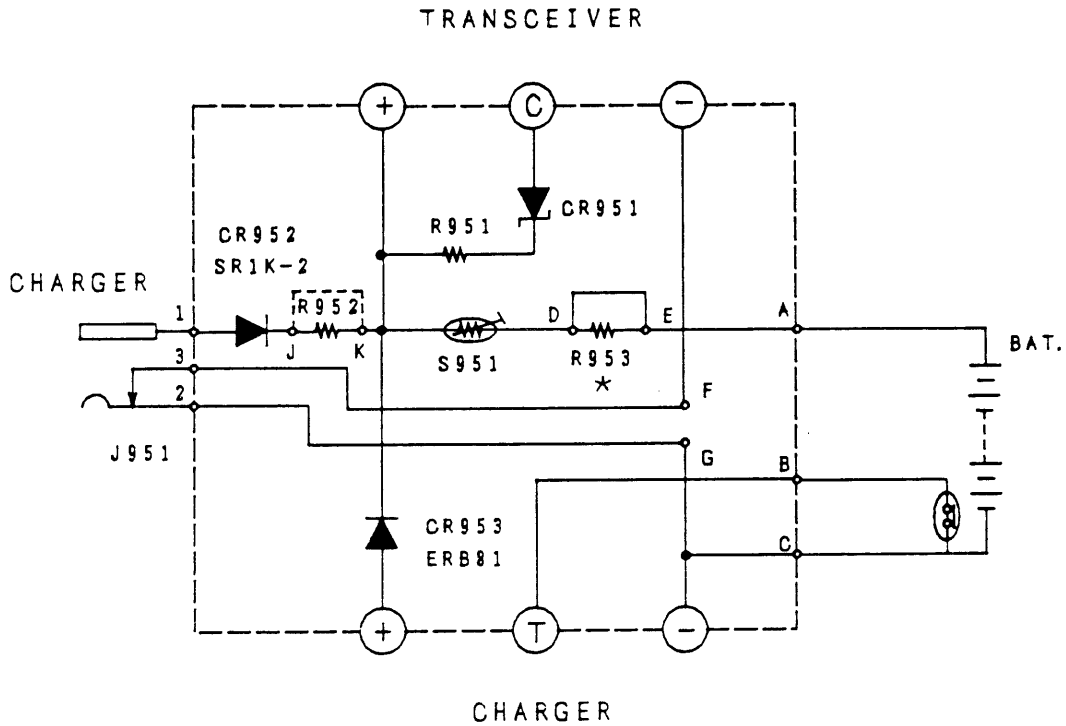 TRANSCEIVER
+ C −
CR951
R951
CR952
SR1K-2
CHARGER
R952
1
J K
D E
A
S951
R953
*
BAT.
3
2
F
J951
G
B
CR953
ERB81
C
+ T −
CHARGER